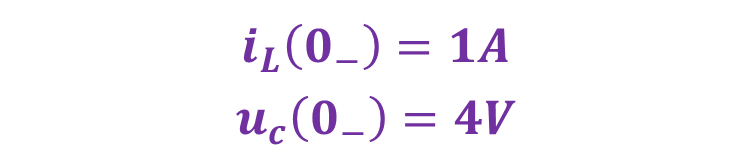 i_L(0_−) = 1A
u_c(0_−) = 4V